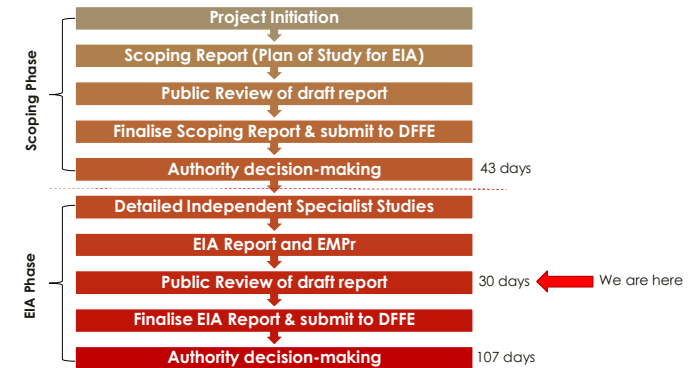 Project Initiation
Scoping Report (Plan of Study for EIA)
Public Review of draft report
Finalise Scoping Report & submit to DFFE
Authority decision-making 43 days
Scoping Phase
Detailed Independent Specialist Studies
EIA Report and EMPr
Public Review of draft report 30 days We are here
Finalise EIA Report & submit to DFFE
Authority decision-making 107 days
EIA Phase